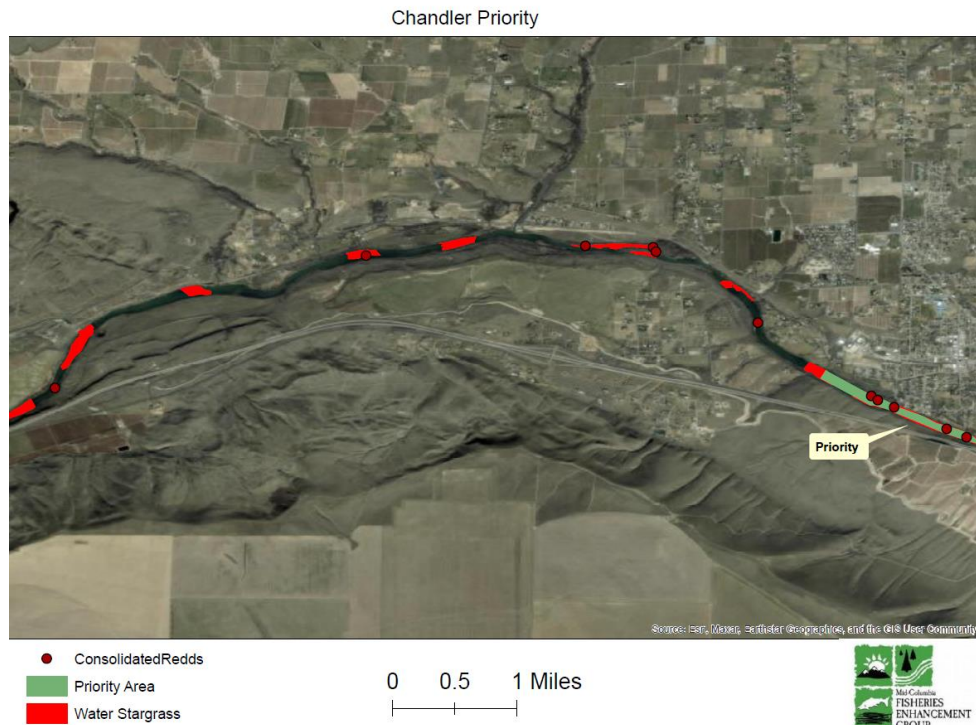 Chandler Priority
Priority
Source: Esri, Maxar, Earthstar Geographics, and the GIS User Community
ConsolidatedRedds
Priority Area
Water Stargrass
0 0.5 1 Miles
Mid-Columbia
FISHERIES
ENHANCEMENT
GROUP